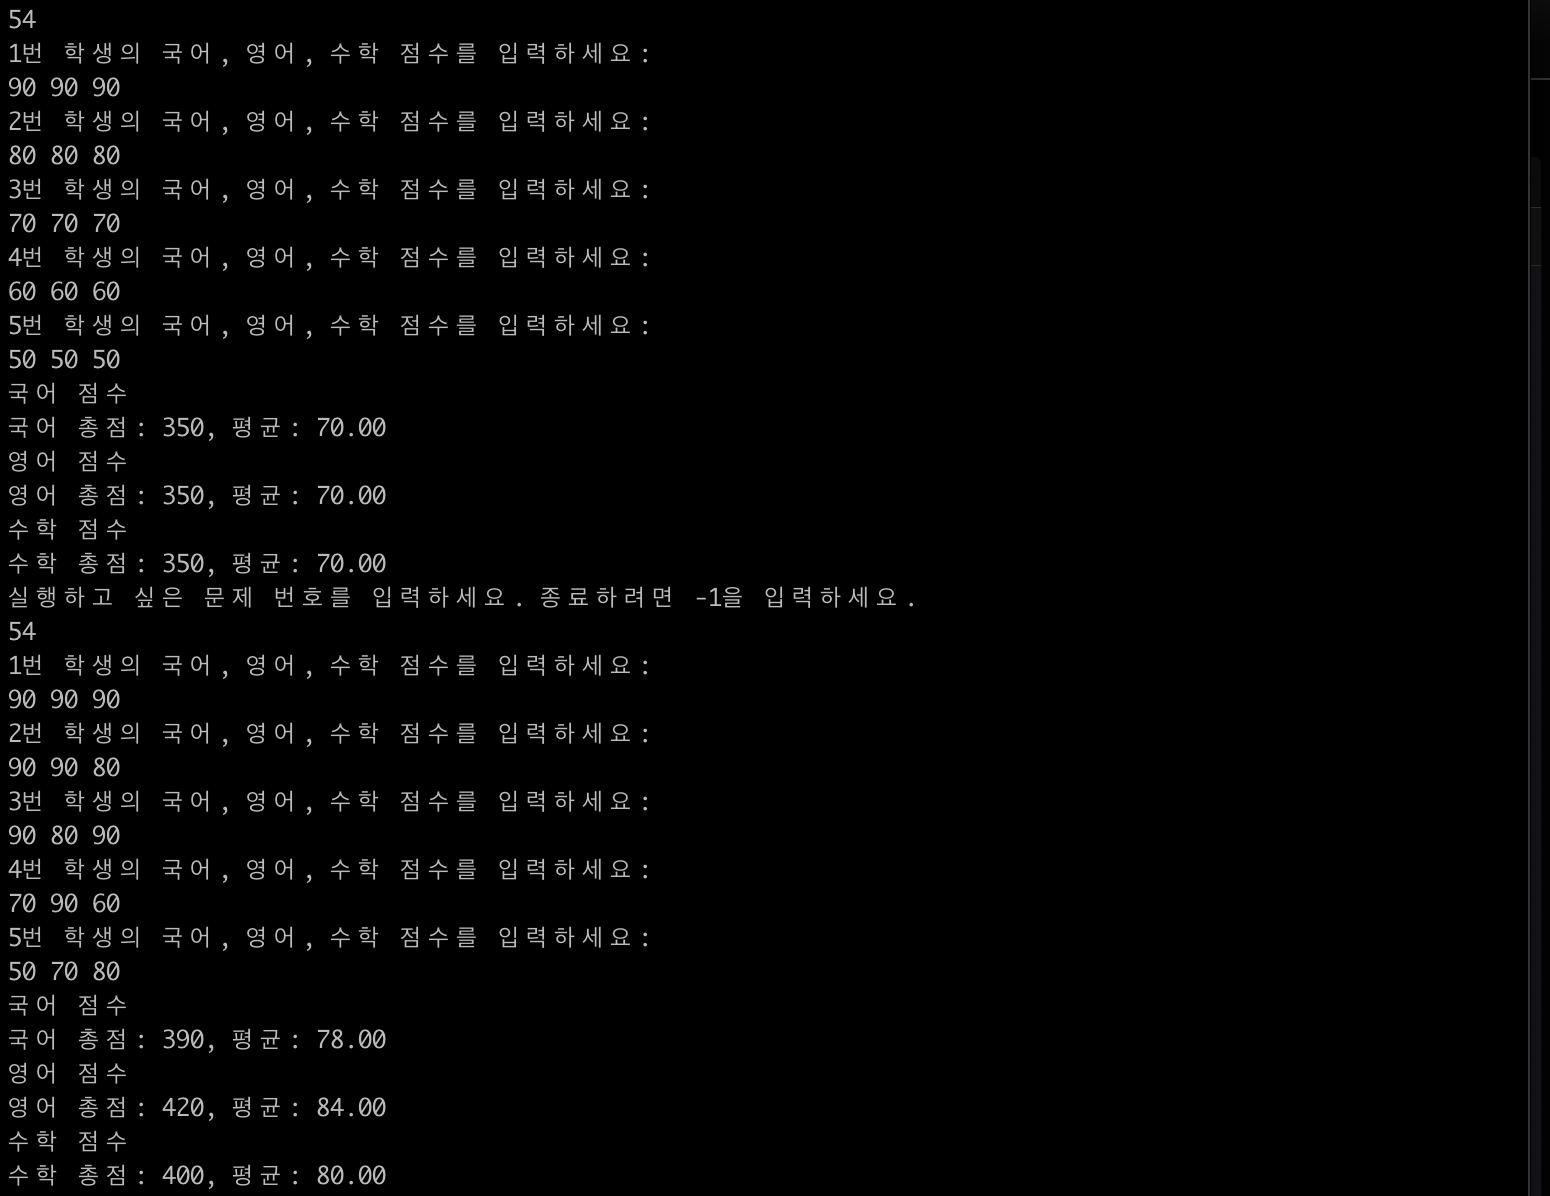 54
1번 학생의 국어, 영어, 수학 점수를 입력하세요:
90 90 90
2번 학생의 국어, 영어, 수학 점수를 입력하세요:
80 80 80
3번 학생의 국어, 영어, 수학 점수를 입력하세요:
70 70 70
4번 학생의 국어, 영어, 수학 점수를 입력하세요:
60 60 60
5번 학생의 국어, 영어, 수학 점수를 입력하세요:
50 50 50
국어 점수
국어 총점: 350, 평균: 70.00
영어 점수
영어 총점: 350, 평균: 70.00
수학 점수
수학 총점: 350, 평균: 70.00
실행하고 싶은 문제 번호를 입력하세요. 종료하려면 -1을 입력하세요.
54
1번 학생의 국어, 영어, 수학 점수를 입력하세요:
90 90 90
2번 학생의 국어, 영어, 수학 점수를 입력하세요:
90 90 80
3번 학생의 국어, 영어, 수학 점수를 입력하세요:
90 80 90
4번 학생의 국어, 영어, 수학 점수를 입력하세요:
70 90 60
5번 학생의 국어, 영어, 수학 점수를 입력하세요:
50 70 80
국어 점수
국어 총점: 390, 평균: 78.00
영어 점수
영어 총점: 420, 평균: 84.00
수학 점수
수학 총점: 400, 평균: 80.00